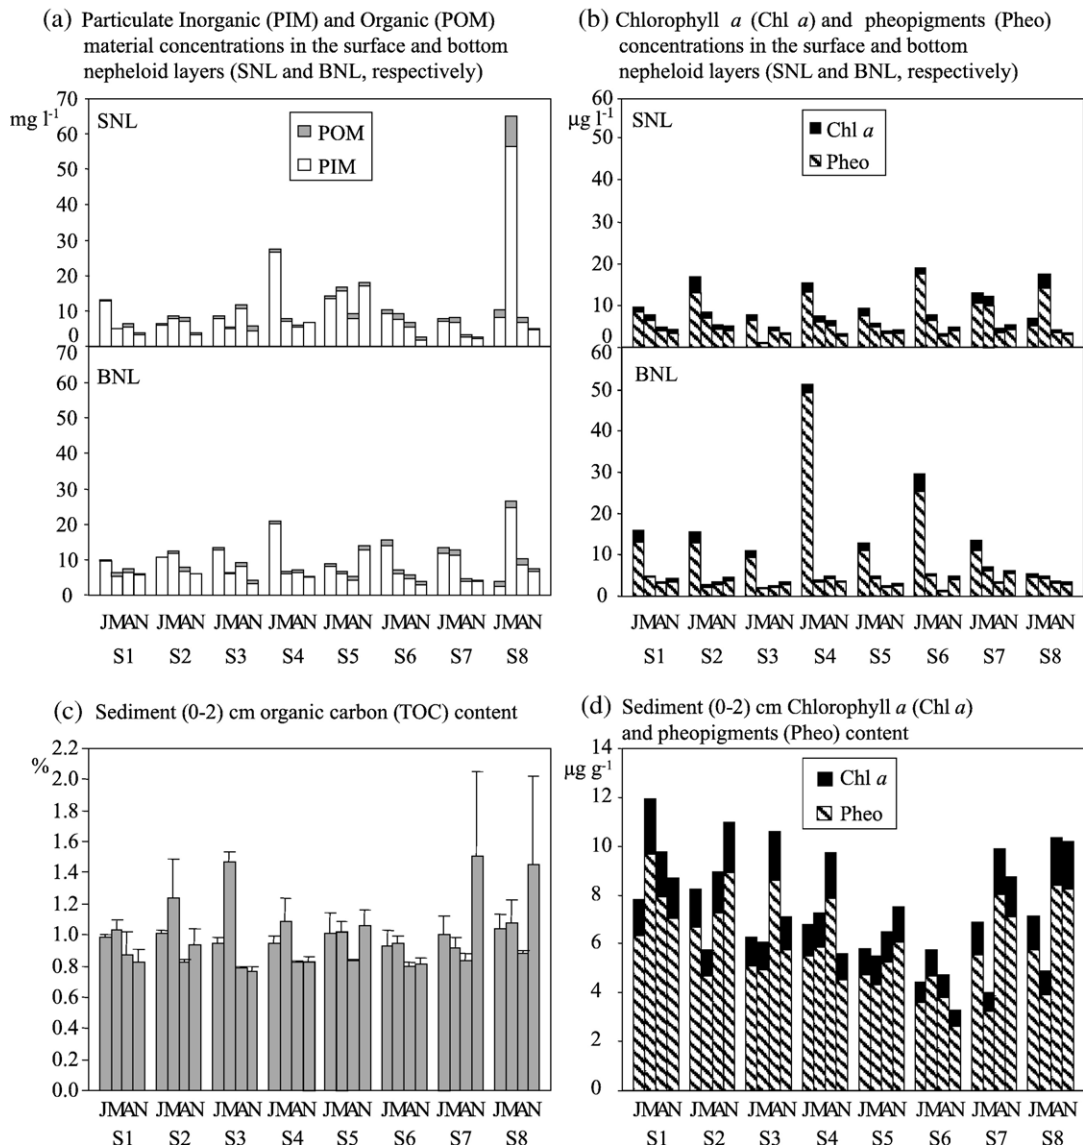 (a) Particulate Inorganic (PIM) and Organic (POM)
material concentrations in the surface and bottom
nepheloid layers (SNL and BNL, respectively)
70
mg l-1
SNL
60
50
40
30
20
10
0
POM
PIM
70
BNL
60
50
40
30
20
10
0
JMAN JMAN JMAN JMAN JMAN JMAN JMAN JMAN
S1 S2 S3 S4 S5 S6 S7 S8
(b) Chlorophyll a (Chl a) and pheopigments (Pheo)
concentrations in the surface and bottom
nepheloid layers (SNL and BNL, respectively)
60
µg l-1
SNL
50
40
30
20
10
0
Chl a
Pheo
60
BNL
50
40
30
20
10
0
JMAN JMAN JMAN JMAN JMAN JMAN JMAN JMAN
S1 S2 S3 S4 S5 S6 S7 S8
(c) Sediment (0-2) cm organic carbon (TOC) content
2.2
%
2.0
1.8
1.6
1.4
1.2
1.0
0.8
0.6
0.4
0.2
0.0
JMAN JMAN JMAN JMAN JMAN JMAN JMAN JMAN
S1 S2 S3 S4 S5 S6 S7 S8
(d) Sediment (0-2) cm Chlorophyll a (Chl a)
and pheopigments (Pheo) content
14
µg g-1
12
10
8
6
4
2
0
Chl a
Pheo
JMAN JMAN JMAN JMAN JMAN JMAN JMAN JMAN
S1 S2 S3 S4 S5 S6 S7 S8